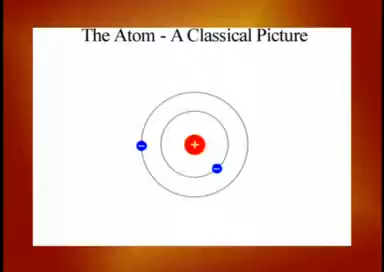 The Atom - A Classical Picture
+
−
−